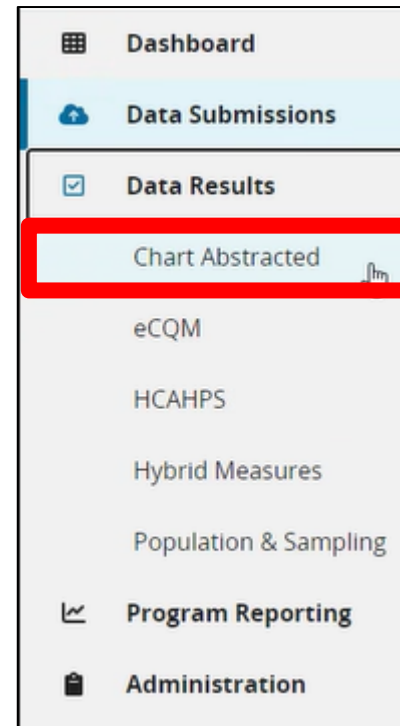 Dashboard
Data Submissions
Data Results
Chart Abstracted
eCQM
HCAHPS
Hybrid Measures
Population & Sampling
Program Reporting
Administration